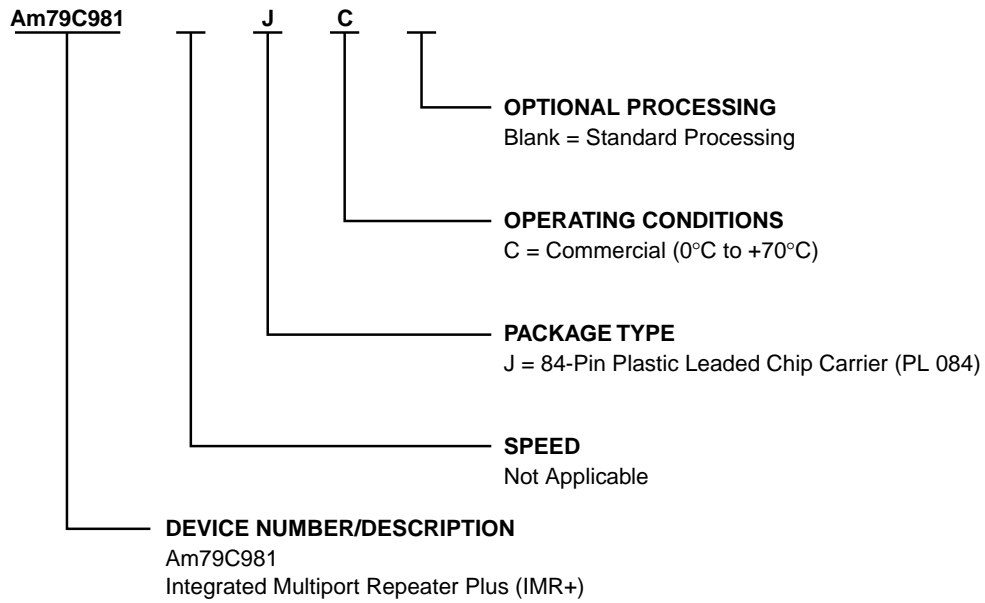 Am79C981 J C
OPTIONAL PROCESSING
Blank = Standard Processing
OPERATING CONDITIONS
C = Commercial (0°C to +70°C)
PACKAGE TYPE
J = 84-Pin Plastic Leaded Chip Carrier (PL 084)
SPEED
Not Applicable
DEVICE NUMBER/DESCRIPTION
Am79C981
Integrated Multiport Repeater Plus (IMR+)